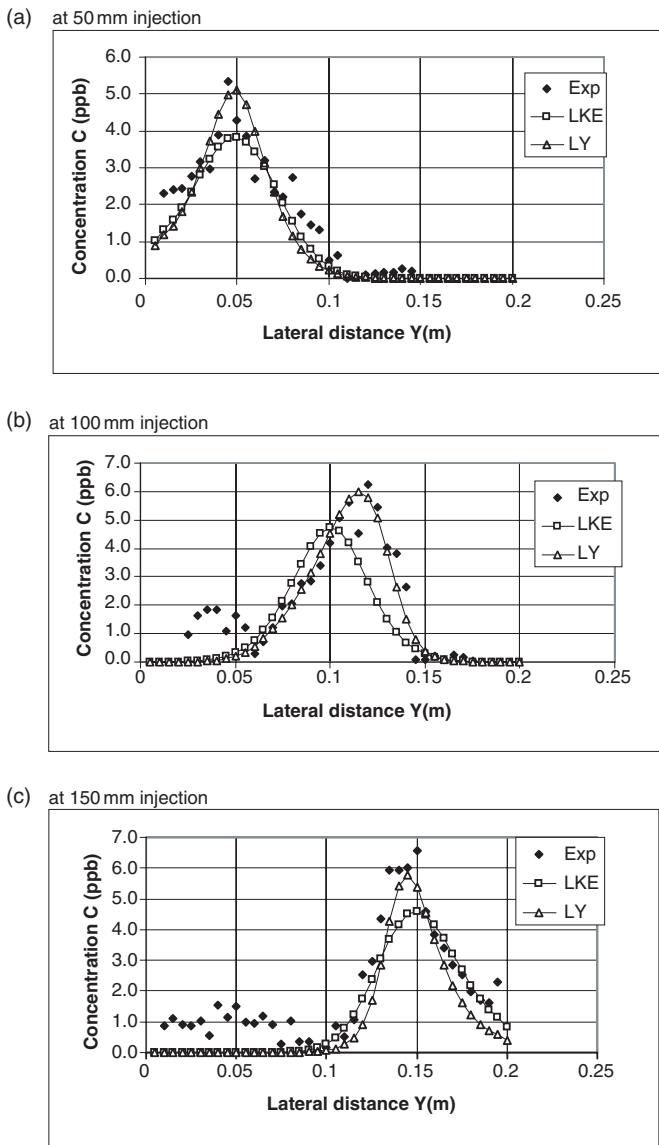 (a) at 50 mm injection
Concentration C (ppb)
6.0
5.0
4.0
3.0
2.0
1.0
0.0
0 0.05 0.1 0.15 0.2 0.25
Lateral distance Y(m)
Exp
LKE
LY
(b) at 100 mm injection
Concentration C (ppb)
7.0
6.0
5.0
4.0
3.0
2.0
1.0
0.0
0 0.05 0.1 0.15 0.2 0.25
Lateral distance Y(m)
Exp
LKE
LY
(c) at 150 mm injection
Concentration C (ppb)
7.0
6.0
5.0
4.0
3.0
2.0
1.0
0.0
0 0.05 0.1 0.15 0.2 0.25
Lateral distance Y(m)
Exp
LKE
LY